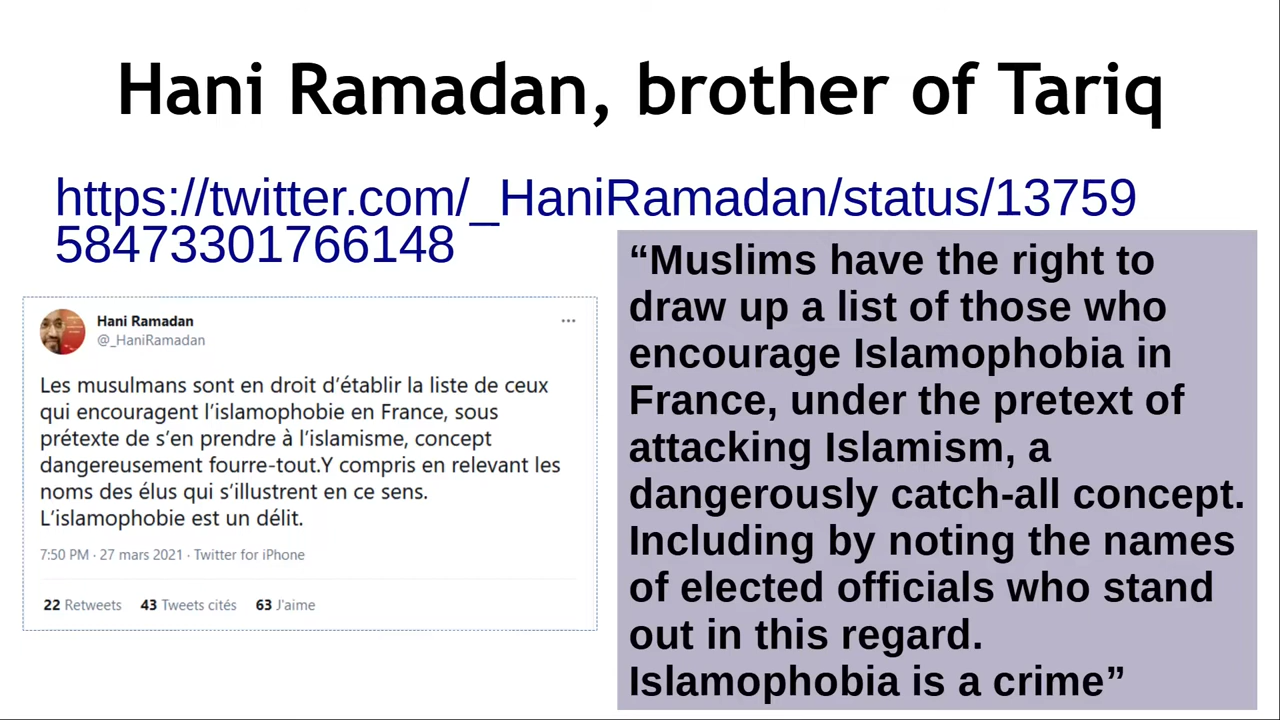 Hani Ramadan, brother of Tariq
https://twitter.com/_HaniRamadan/status/13759
58473301766148
Hani Ramadan
@_HaniRamadan
...
Les musulmans sont en droit d’établir la liste de ceux
qui encouragent l’islamophobie en France, sous
prétexte de s’en prendre à l’islamisme, concept
dangereusement fourre-tout.Y compris en relevant les
noms des élus qui s’illustrent en ce sens.
L’islamophobie est un délit.
7:50 PM · 27 mars 2021 · Twitter for iPhone
22 Retweets 43 Tweets cités 63 J'aime
“Muslims have the right to
draw up a list of those who
encourage Islamophobia in
France, under the pretext of
attacking Islamism, a
dangerously catch-all concept.
Including by noting the names
of elected officials who stand
out in this regard.
Islamophobia is a crime”